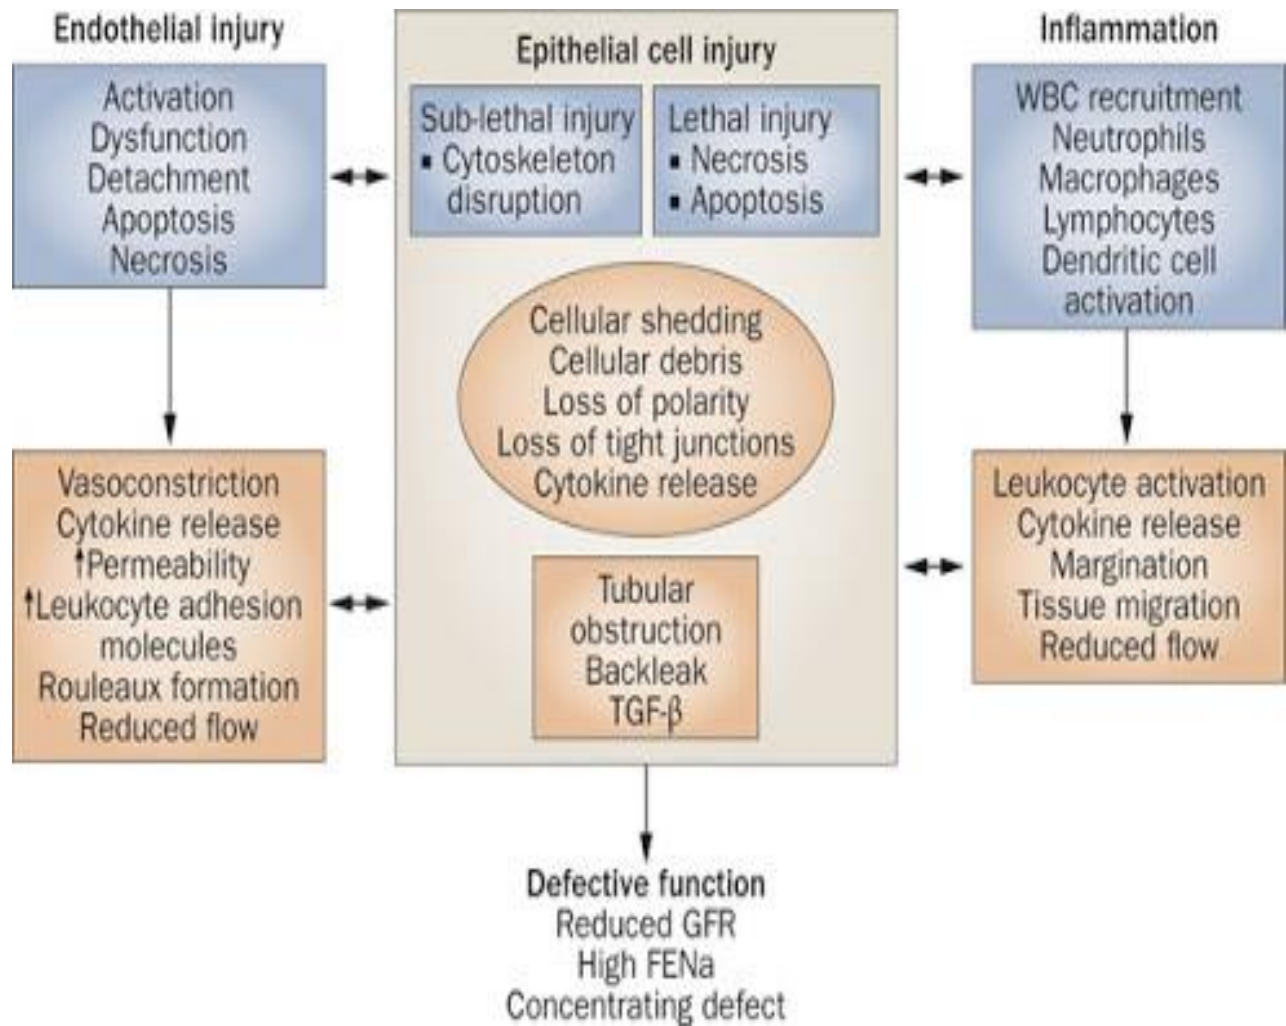 Endothelial injury
Activation
Dysfunction
Detachment
Apoptosis
Necrosis
Vasoconstriction
Cytokine release
↑Permeability
↑Leukocyte adhesion
molecules
Rouleaux formation
Reduced flow
Epithelial cell injury
Sub-lethal injury
▪ Cytoskeleton
disruption
Lethal injury
▪ Necrosis
▪ Apoptosis
Cellular shedding
Cellular debris
Loss of polarity
Loss of tight junctions
Cytokine release
Tubular
obstruction
Backleak
TGF-β
Inflammation
WBC recruitment
Neutrophils
Macrophages
Lymphocytes
Dendritic cell
activation
Leukocyte activation
Cytokine release
Margination
Tissue migration
Reduced flow
Defective function
Reduced GFR
High FENa
Concentrating defect